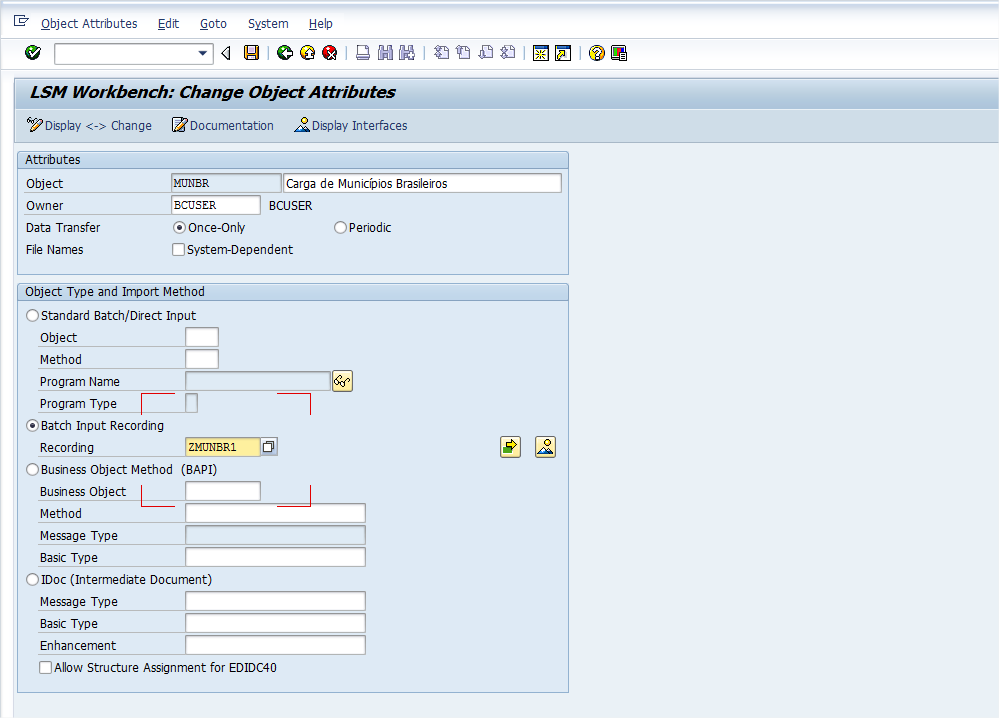 Object Attributes Edit Goto System Help
LSM Workbench: Change Object Attributes
Display <-> Change Documentation Display Interfaces
Attributes
Object MUNBR Carga de Municípios Brasileiros
Owner BCUSER BCUSER
Data Transfer Once-Only Periodic
File Names System-Dependent
Object Type and Import Method
Standard Batch/Direct Input
Object
Method
Program Name
Program Type
Batch Input Recording
Recording ZMUNBR1
Business Object Method (BAPI)
Business Object
Method
Message Type
Basic Type
IDoc (Intermediate Document)
Message Type
Basic Type
Enhancement
Allow Structure Assignment for EDIDC40